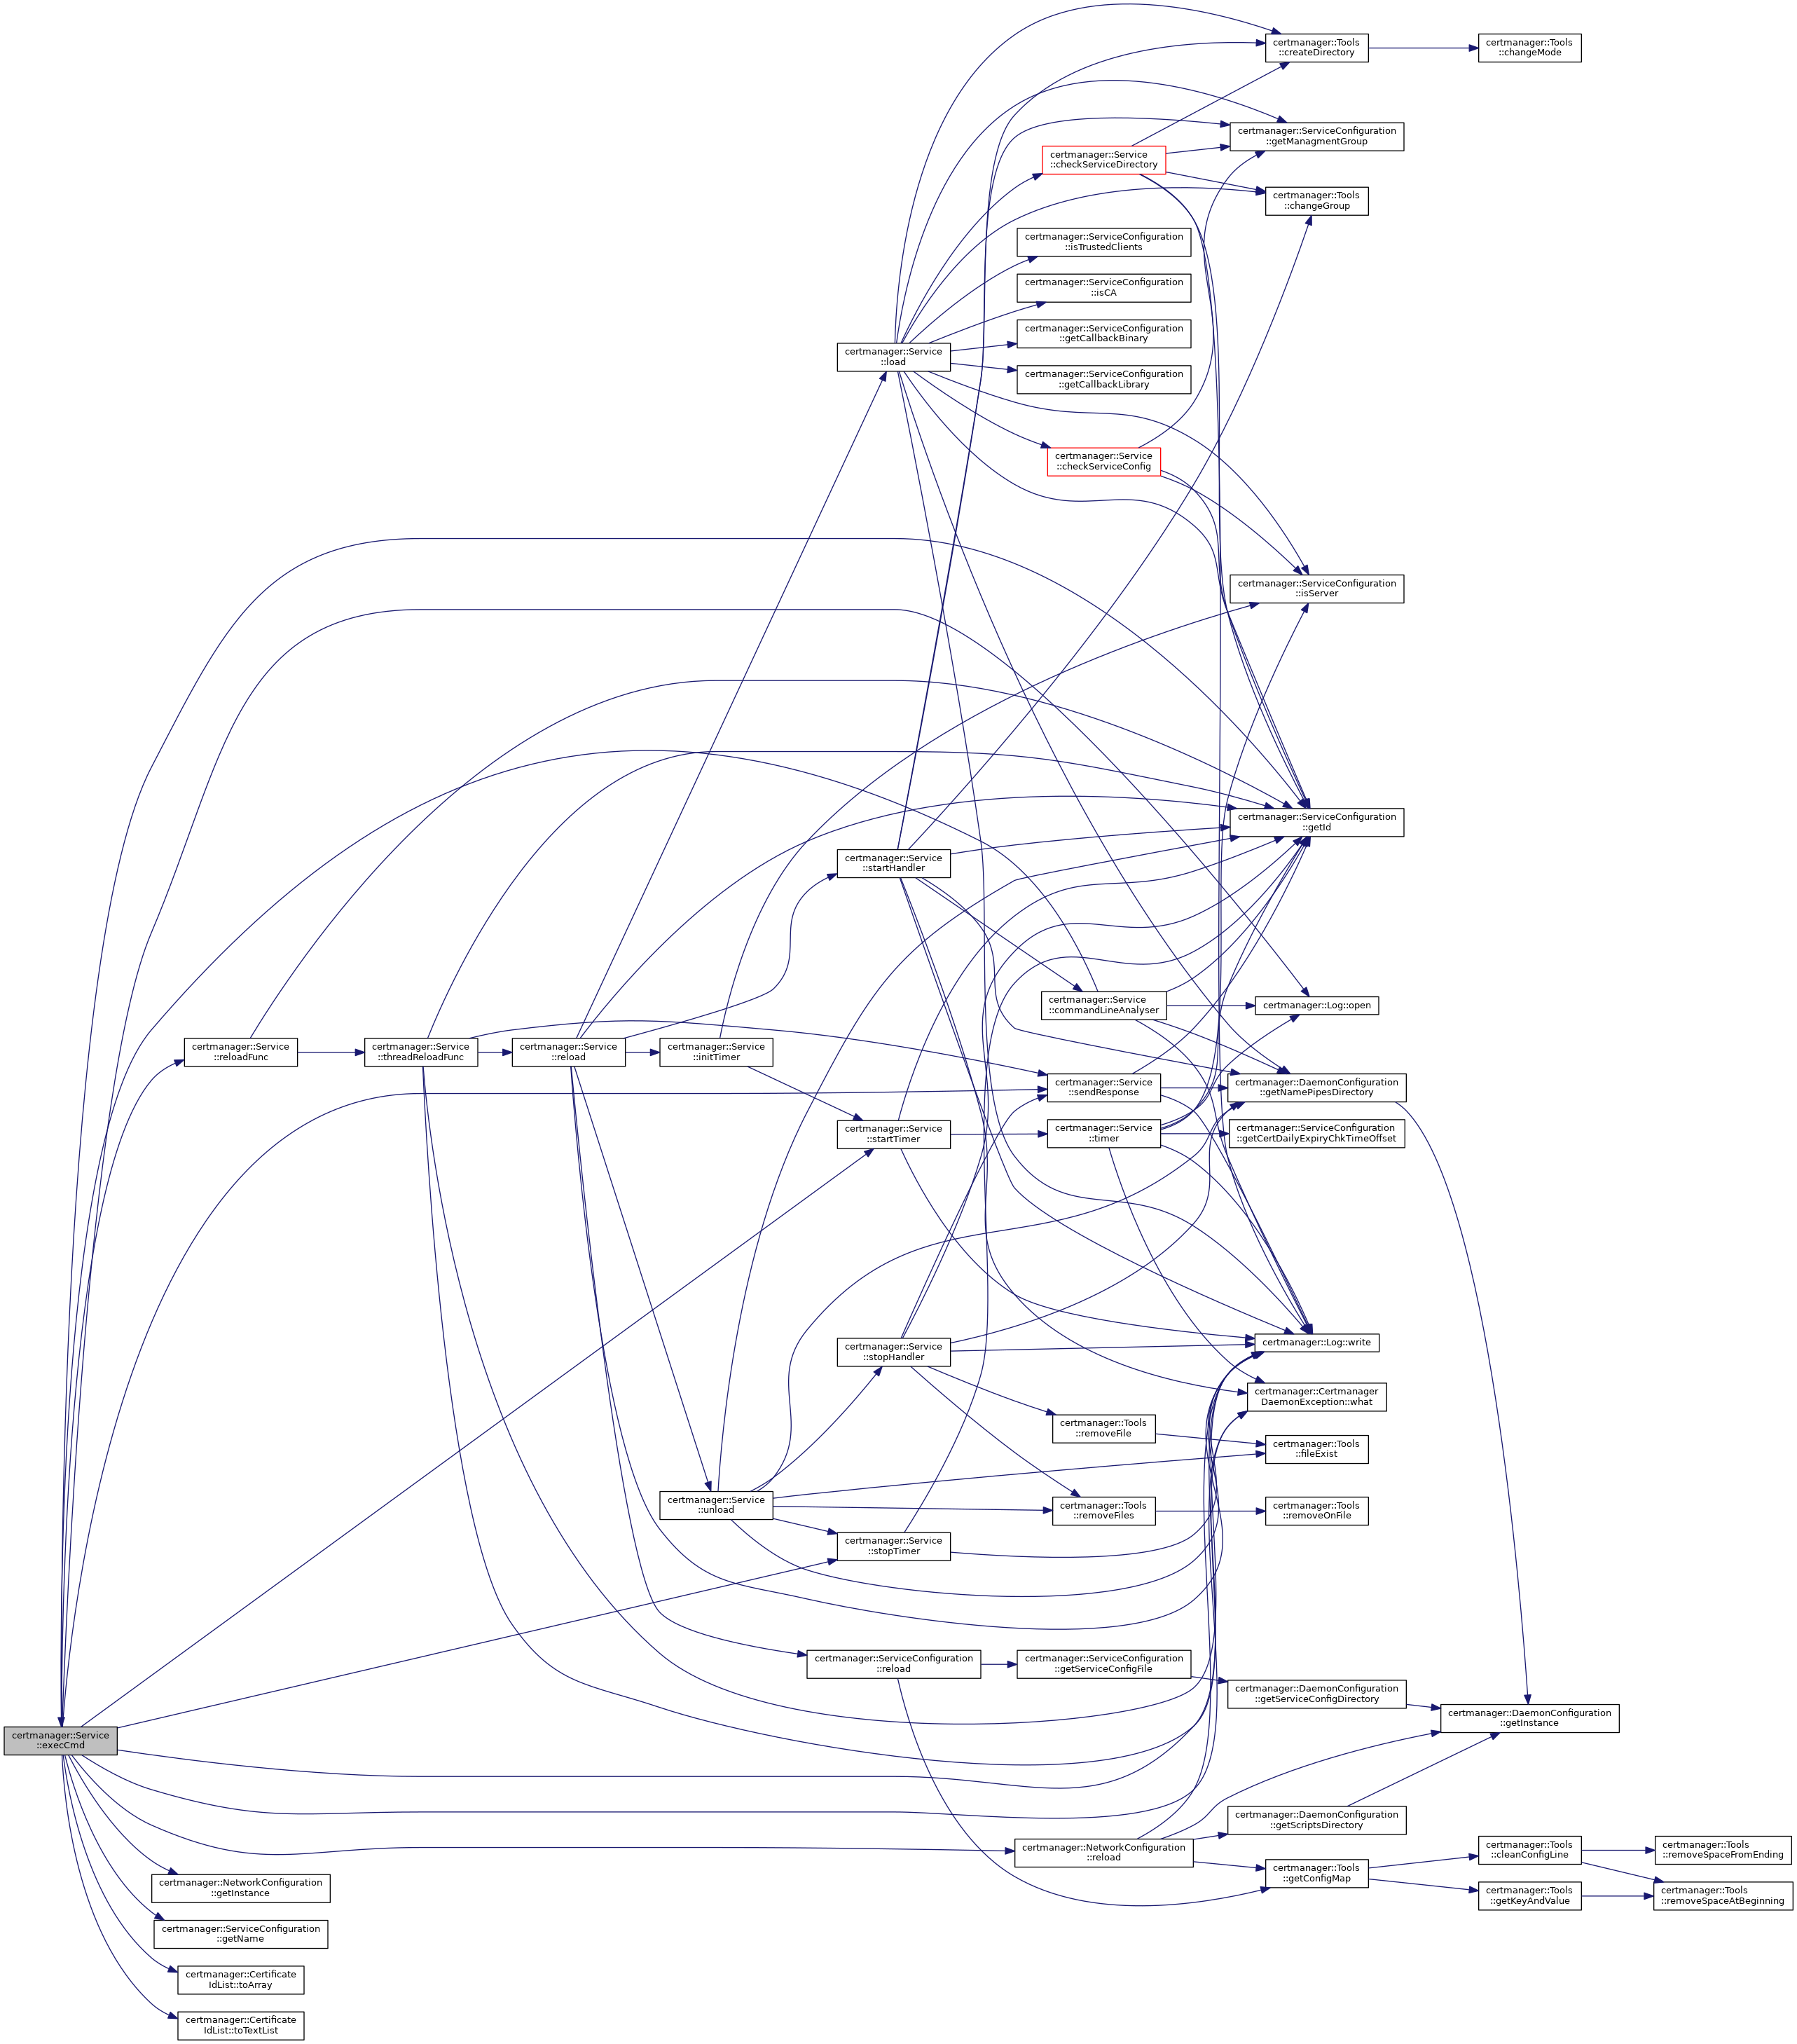 certmanager::Tools
::createDirectory
certmanager::Tools
::changeMode
certmanager::ServiceConfiguration
::getManagmentGroup
certmanager::Service
::checkServiceDirectory
certmanager::Tools
::changeGroup
certmanager::ServiceConfiguration
::isTrustedClients
certmanager::ServiceConfiguration
::isCA
certmanager::ServiceConfiguration
::getCallbackBinary
certmanager::Service
::load
certmanager::ServiceConfiguration
::getCallbackLibrary
certmanager::Service
::checkServiceConfig
certmanager::ServiceConfiguration
::isServer
certmanager::ServiceConfiguration
::getId
certmanager::Service
::startHandler
certmanager::Service
::commandLineAnalyser
certmanager::Log::open
certmanager::Service
::reloadFunc
certmanager::Service
::threadReloadFunc
certmanager::Service
::reload
certmanager::Service
::initTimer
certmanager::Service
::sendResponse
certmanager::DaemonConfiguration
::getNamePipesDirectory
certmanager::Service
::startTimer
certmanager::Service
::timer
certmanager::ServiceConfiguration
::getCertDailyExpiryChkTimeOffset
certmanager::Service
::stopHandler
certmanager::Log::write
certmanager::Certmanager
DaemonException::what
certmanager::Tools
::removeFile
certmanager::Tools
::fileExist
certmanager::Service
::unload
certmanager::Tools
::removeFiles
certmanager::Tools
::removeOnFile
certmanager::Service
::stopTimer
certmanager::ServiceConfiguration
::reload
certmanager::ServiceConfiguration
::getServiceConfigFile
certmanager::DaemonConfiguration
::getServiceConfigDirectory
certmanager::DaemonConfiguration
::getInstance
certmanager::Service
::execCmd
certmanager::DaemonConfiguration
::getScriptsDirectory
certmanager::NetworkConfiguration
::reload
certmanager::Tools
::cleanConfigLine
certmanager::Tools
::removeSpaceFromEnding
certmanager::Tools
::getConfigMap
certmanager::Tools
::getKeyAndValue
certmanager::Tools
::removeSpaceAtBeginning
certmanager::NetworkConfiguration
::getInstance
certmanager::ServiceConfiguration
::getName
certmanager::Certificate
IdList::toArray
certmanager::Certificate
IdList::toTextList